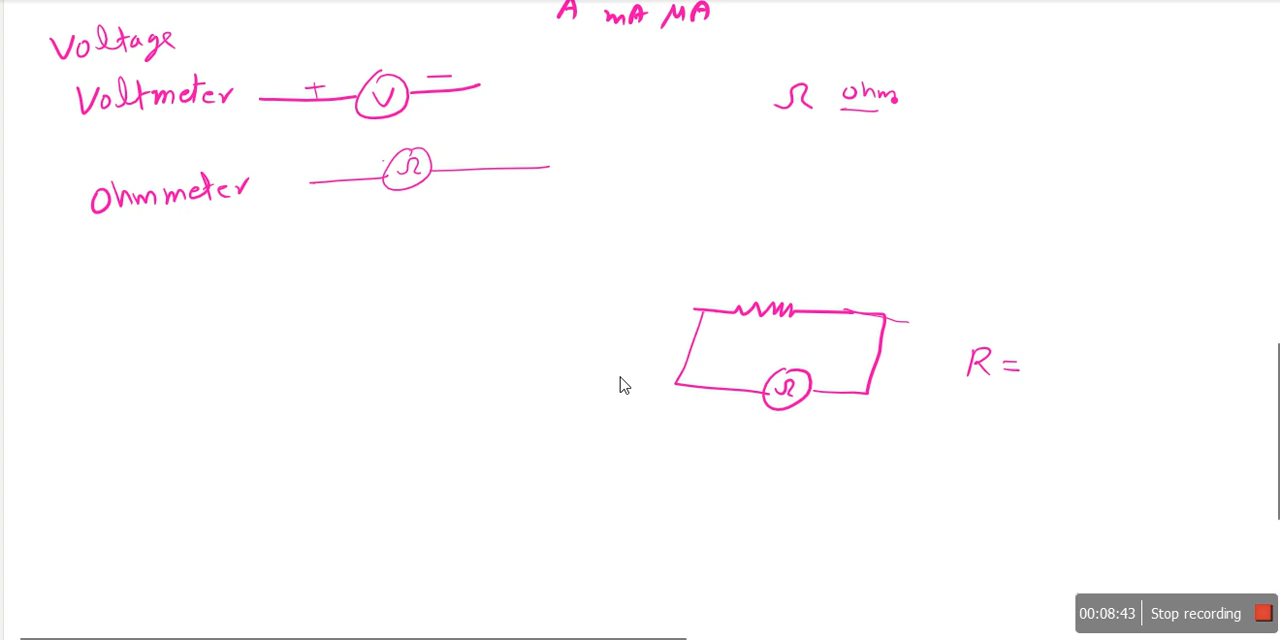 A mA μA
Voltage
Voltmeter + V −
Ω ohm
Ohmmeter Ω
Ω
R =
00:08:43 Stop recording